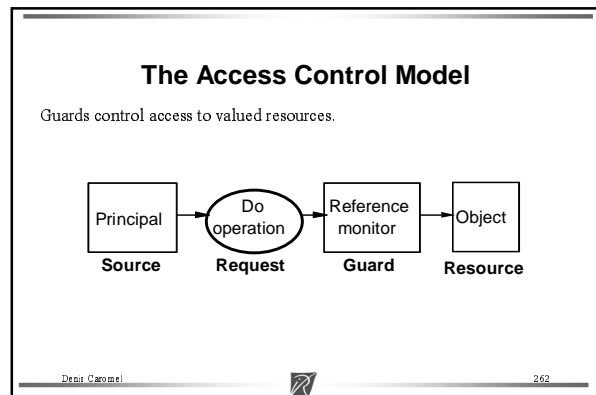 The Access Control Model
Guards control access to valued resources.
Principal
Do
operation
Reference
monitor
Object
Source
Request
Guard
Resource
Denis Caromel
262